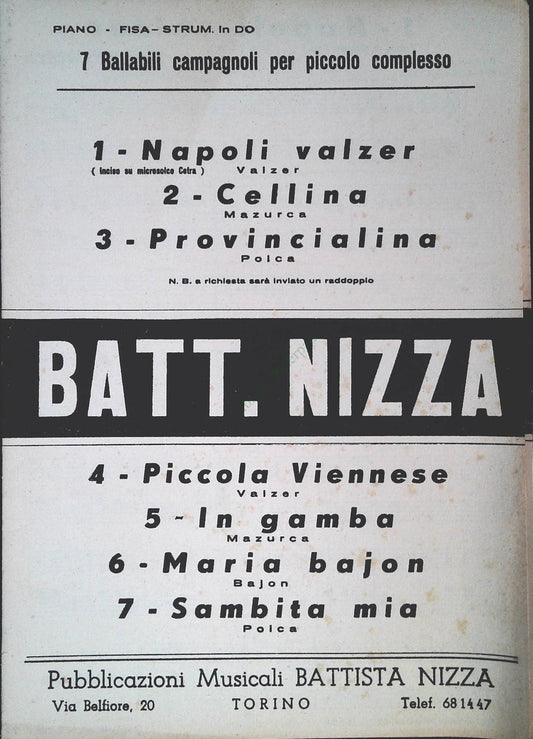 PIANO - FISA - STRUM. In DO
7 Ballabili campagnoli per piccolo complesso
1 - Napoli valzer
( inciso su microsolco Cetra ) Valzer
2 - Cellina
Mazurca
3 - Provincialina
Polca
N. B. a richiesta sarà inviato un raddoppio
BATT. NIZZA
4 - Piccola Viennese
Valzer
5 - In gamba
Mazurca
6 - Maria bajon
Bajon
7 - Sambita mia
Polca
Pubblicazioni Musicali BATTISTA NIZZA
Via Belfiore, 20 TORINO Telef. 68 14 47